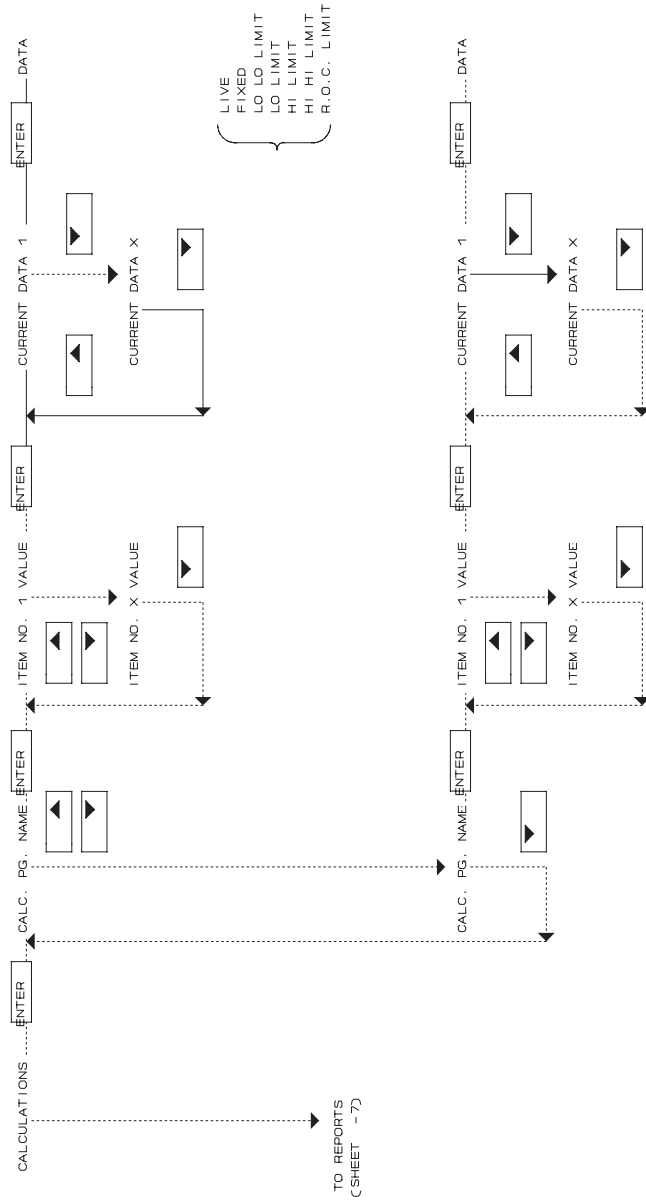 CALCULATIONS ENTER CALC. PG. NAME ENTER ITEM NO. 1 VALUE ENTER CURRENT DATA 1 ENTER DATA
ITEM NO. X VALUE CURRENT DATA X
LIVE
FIXED
LO LO LIMIT
LO LIMIT
HI LIMIT
HI HI LIMIT
R.O.C. LIMIT
TO REPORTS
(SHEET -7)
CALC. PG. NAME ENTER ITEM NO. 1 VALUE ENTER CURRENT DATA 1 ENTER DATA
ITEM NO. X VALUE CURRENT DATA X